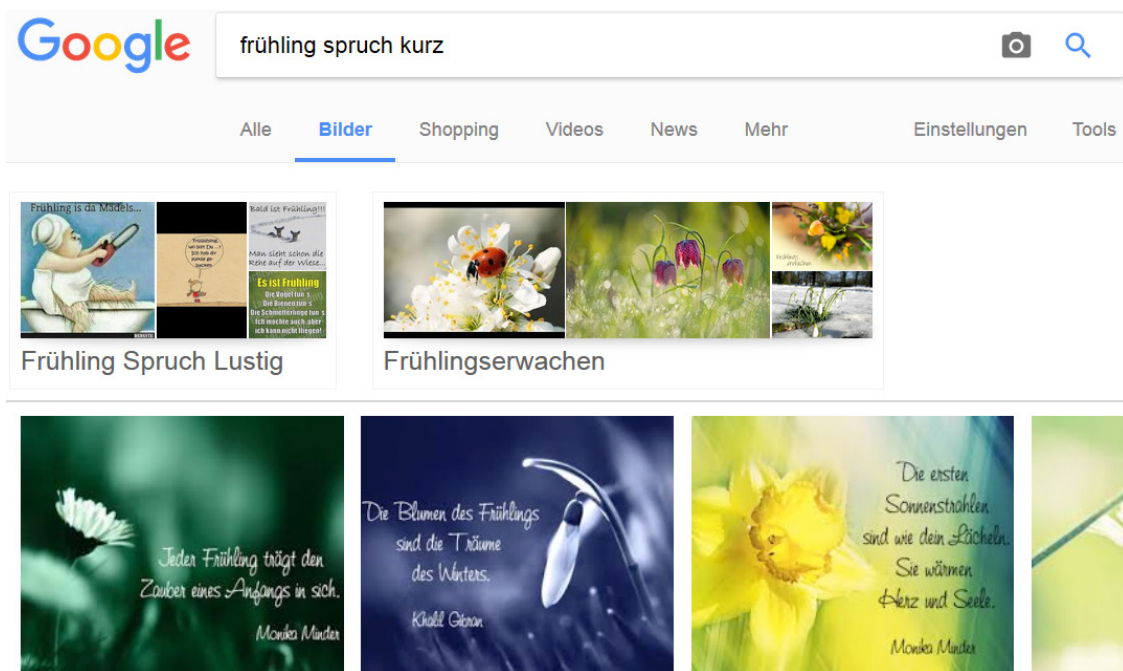 Google
frühling spruch kurz
Alle Bilder Shopping Videos News Mehr Einstellungen Tools
Frühling is da Mädels...
Bald ist Frühling!!!
Man sieht schon die
Rehe auf der Wiese...
Es ist Frühling
Die Vögel tun's
Die Bienen tun's
Die Schmetterlinge tun's
Ich möchte auch aber
ich kann nicht fliegen!
Frühling Spruch Lustig
Frühlingserwachen
Jeder Frühling trägt den
Zauber eines Anfangs in sich.
Monika Minder
Die Blumen des Frühlings
sind die Träume
des Winters.
Khalil Gibran
Die ersten
Sonnenstrahlen
sind wie dein Lächeln.
Sie wärmen
Herz und Seele.
Monika Minder